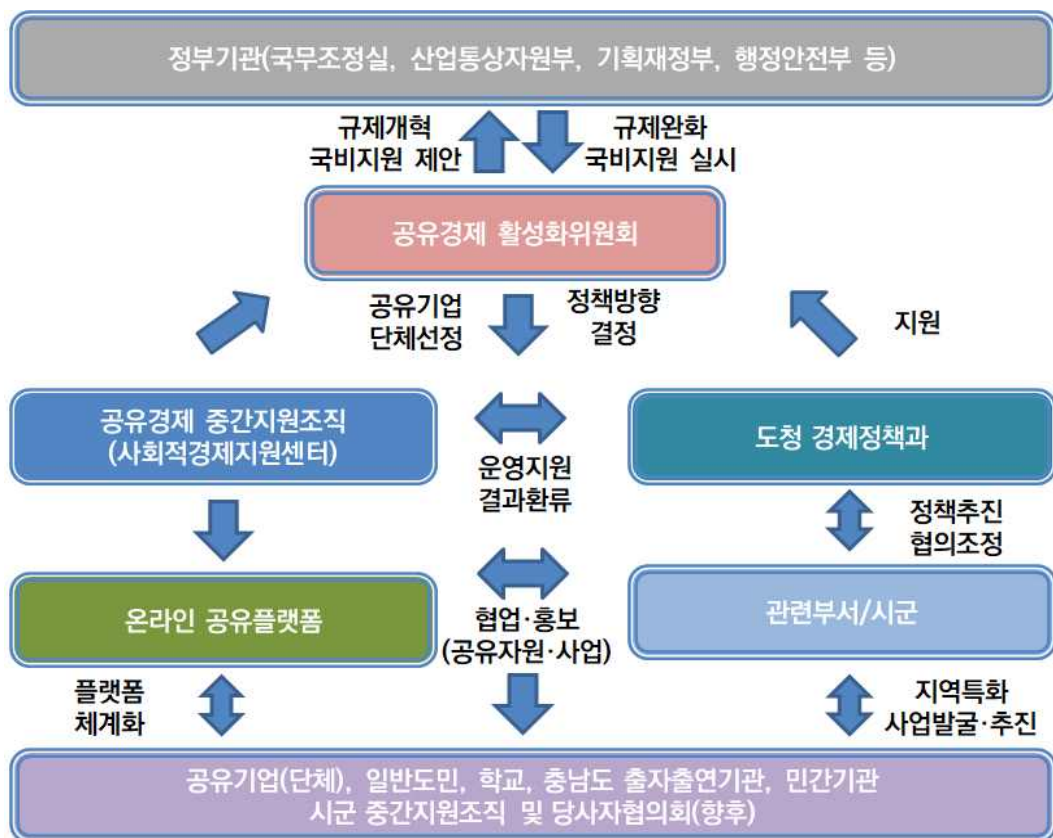 정부기관(국무조정실, 산업통상자원부, 기획재정부, 행정안전부 등)
규제개혁
국비지원 제안
규제완화
국비지원 실시
공유경제 활성화위원회
공유기업
단체선정
정책방향
결정
지원
공유경제 중간지원조직
(사회적경제지원센터)
운영지원
결과환류
도청 경제정책과
정책추진
협의조정
온라인 공유플랫폼
협업·홍보
(공유자원·사업)
관련부서/시군
플랫폼
체계화
지역특화
사업발굴·추진
공유기업(단체), 일반도민, 학교, 충남도 출자출연기관, 민간기관
시군 중간지원조직 및 당사자협의회(향후)